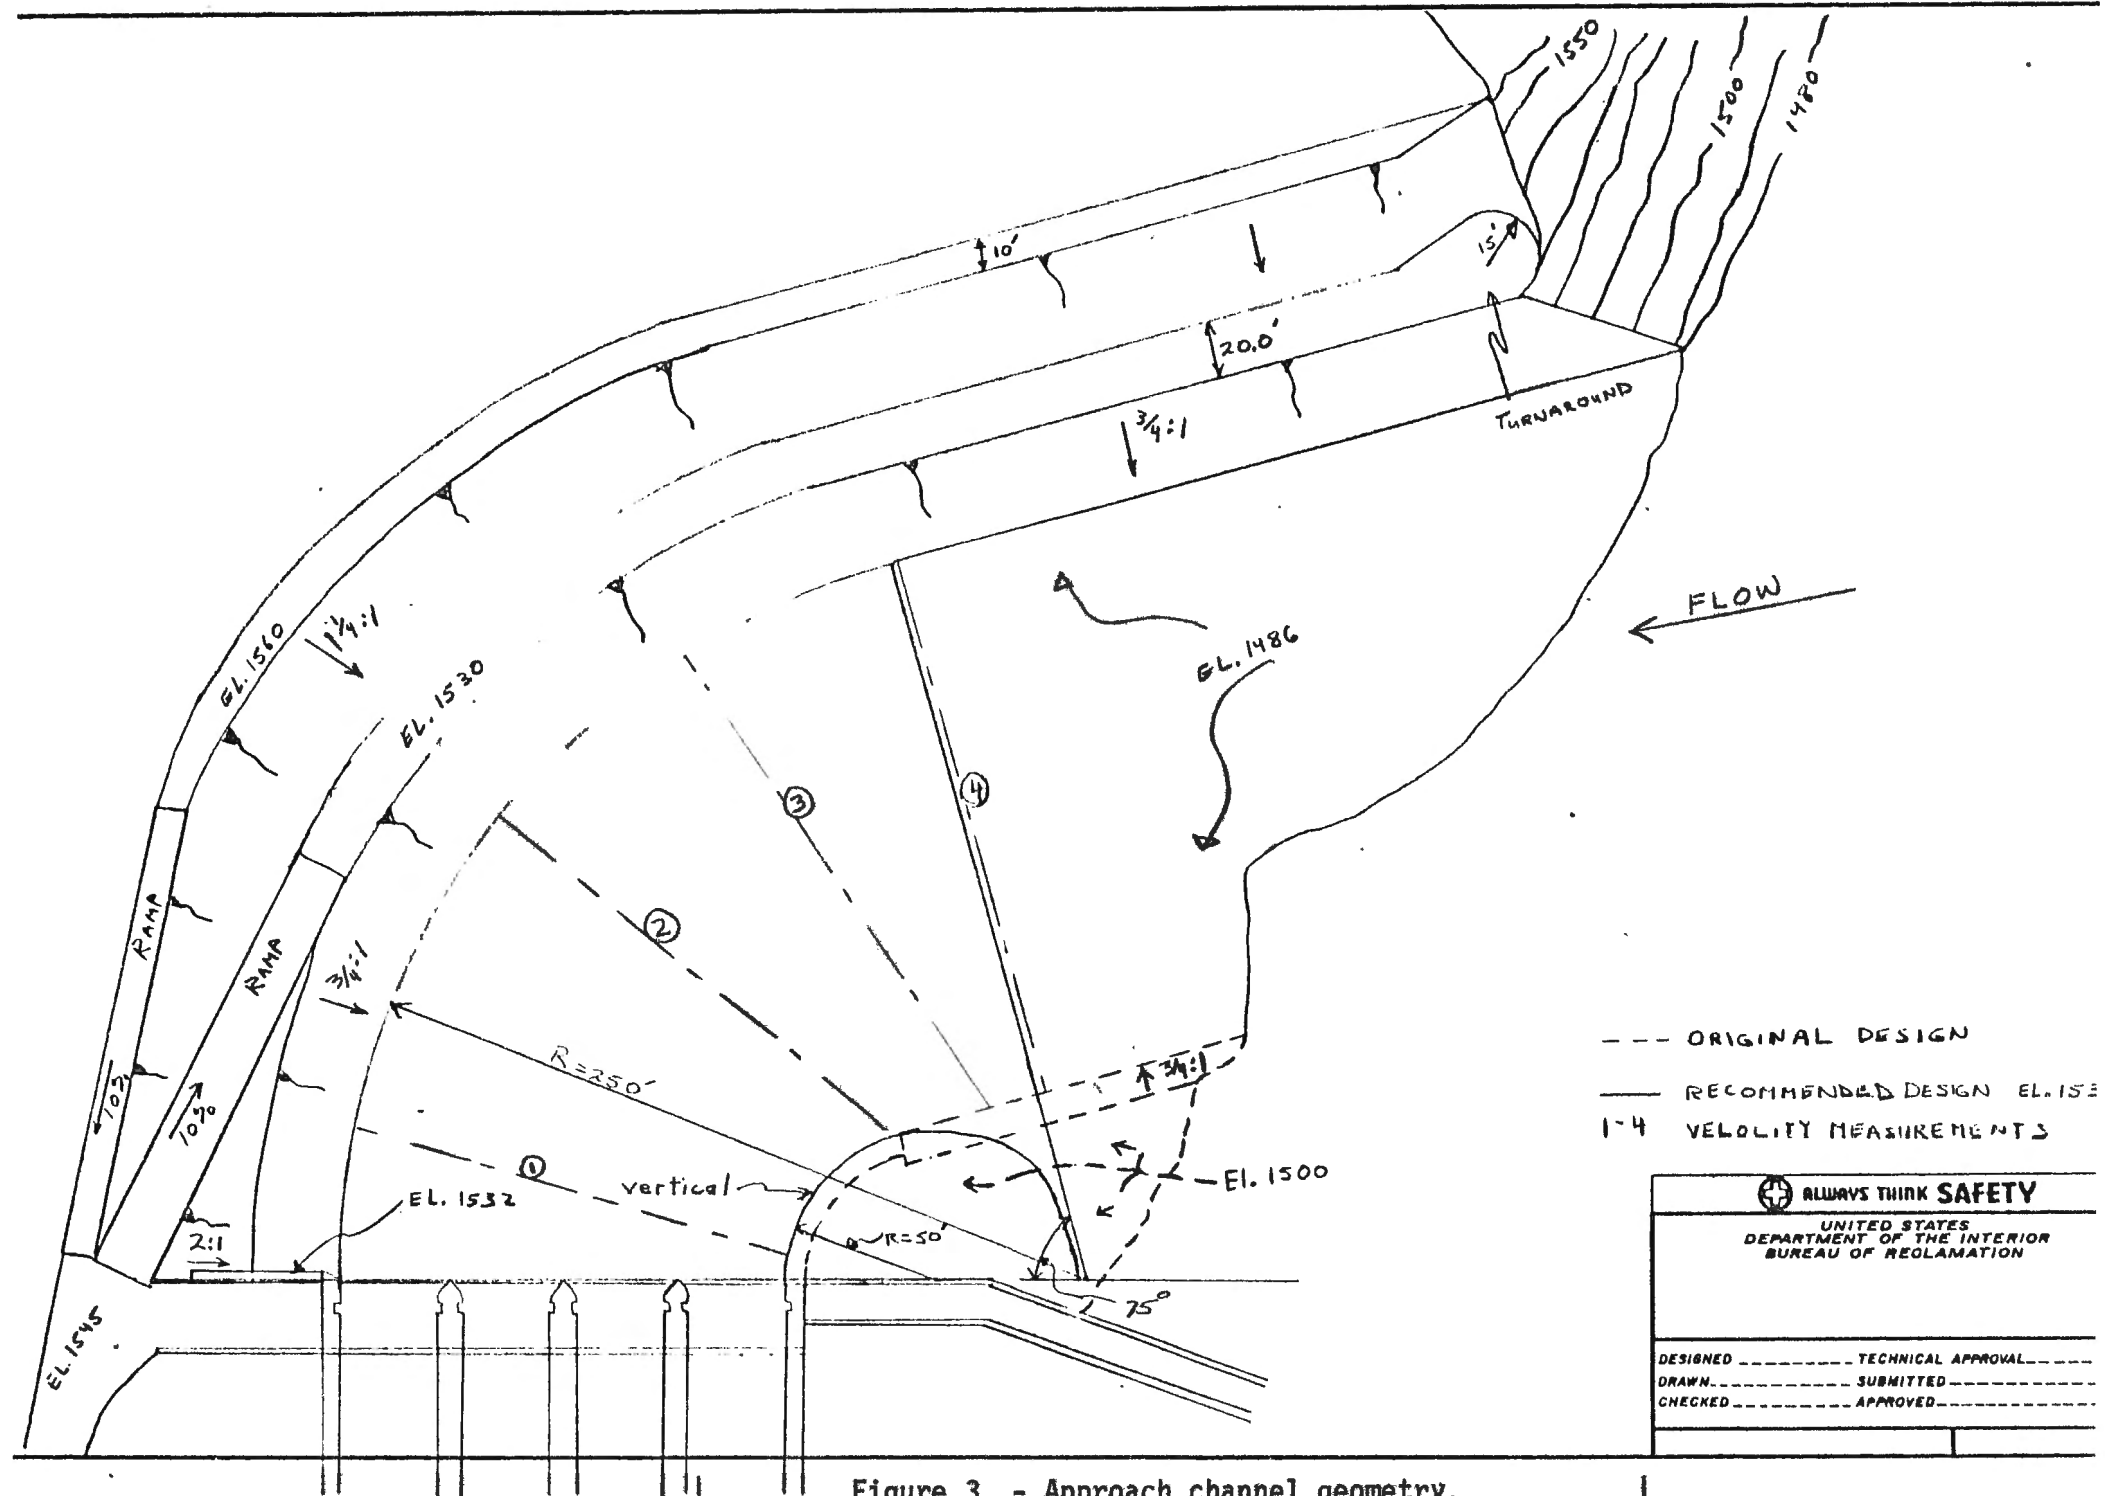 1550
1500
1480
10'
15'
20.0'
3/4:1
TURNAROUND
FLOW
EL. 1486
1 1/4:1
EL. 1560
EL. 1530
4
3
2
RAMP
RAMP
3/4:1
R=250'
10%
10%
3/4:1
1
vertical
EL. 1532
El. 1500
R=50'
2:1
75°
EL. 1545
--- ORIGINAL DESIGN
RECOMMENDED DESIGN EL. 153
1-4 VELOCITY MEASUREMENTS
ALWAYS THINK SAFETY
UNITED STATES
DEPARTMENT OF THE INTERIOR
BUREAU OF RECLAMATION
DESIGNED TECHNICAL APPROVAL
DRAWN SUBMITTED
CHECKED APPROVED
Figure 3. - Approach channel geometry.